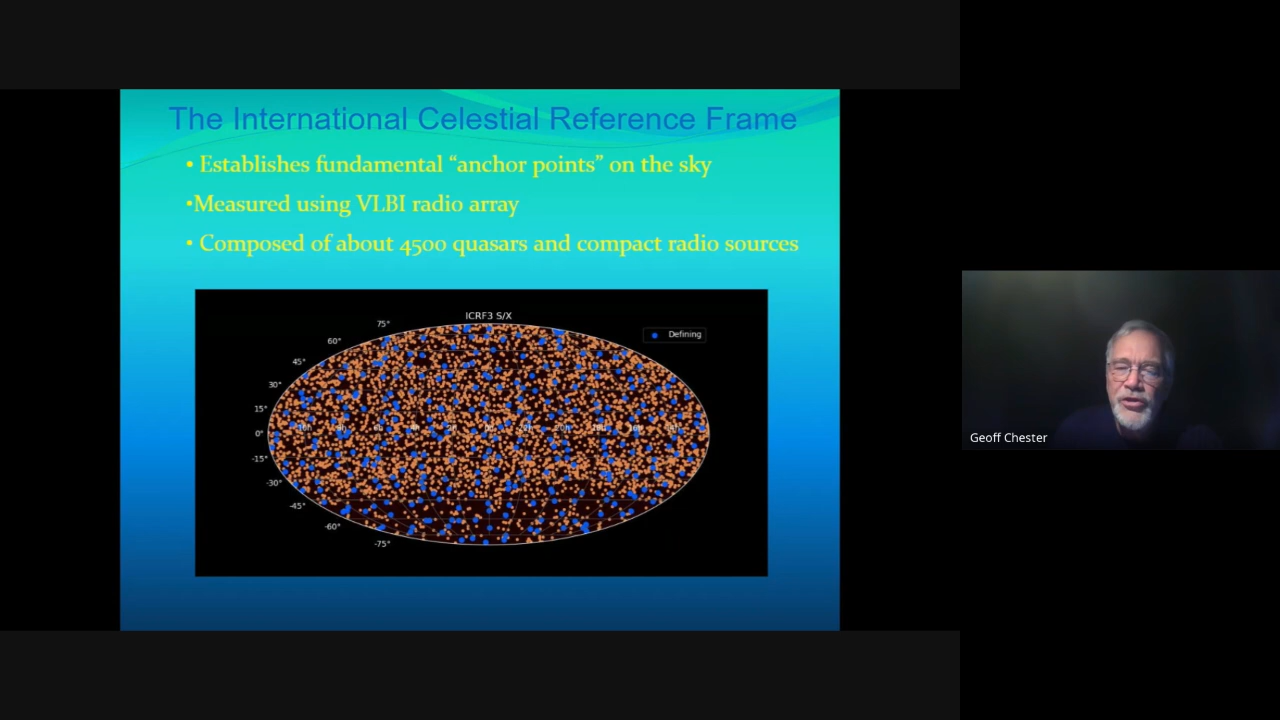 The International Celestial Reference Frame
• Establishes fundamental “anchor points” on the sky
•Measured using VLBI radio array
• Composed of about 4500 quasars and compact radio sources
ICRF3 S/X
Defining
75°
60°
45°
30°
15°
0°
-15°
-30°
-45°
-60°
-75°
Geoff Chester